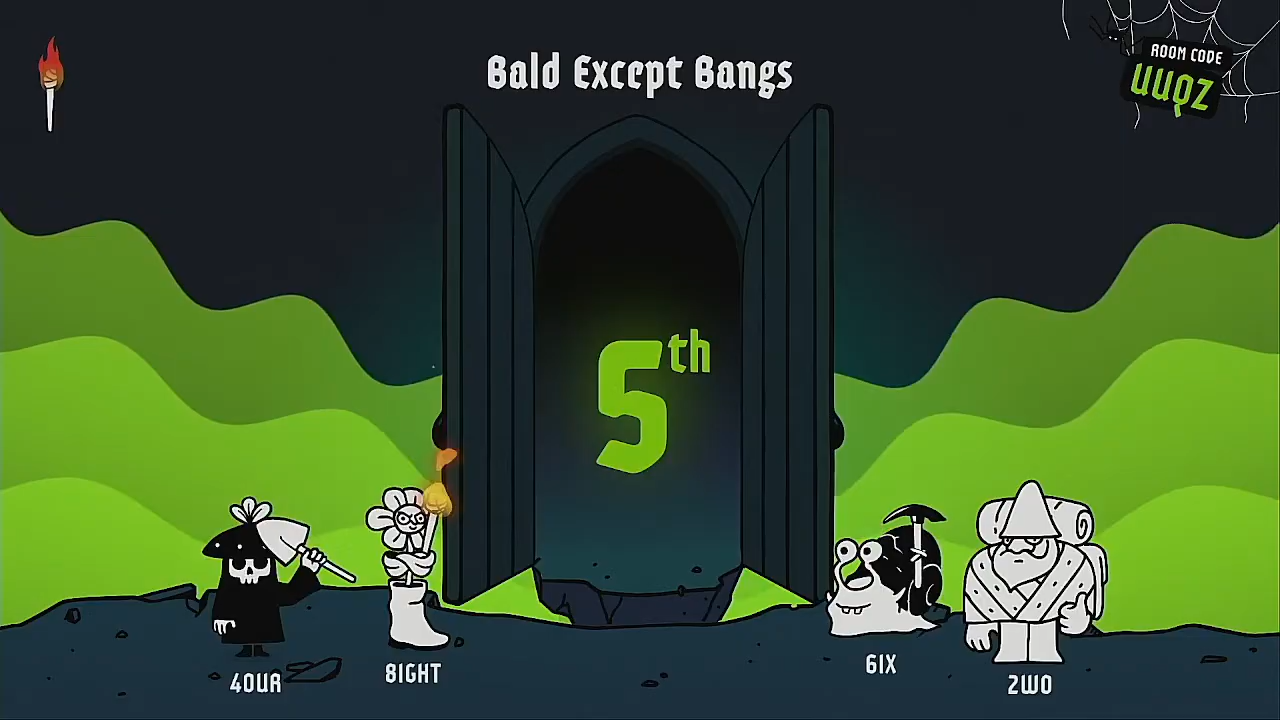 Bald Except Bangs
ROOM CODE
UUQZ
5th
4OUR
8IGHT
6IX
2WO